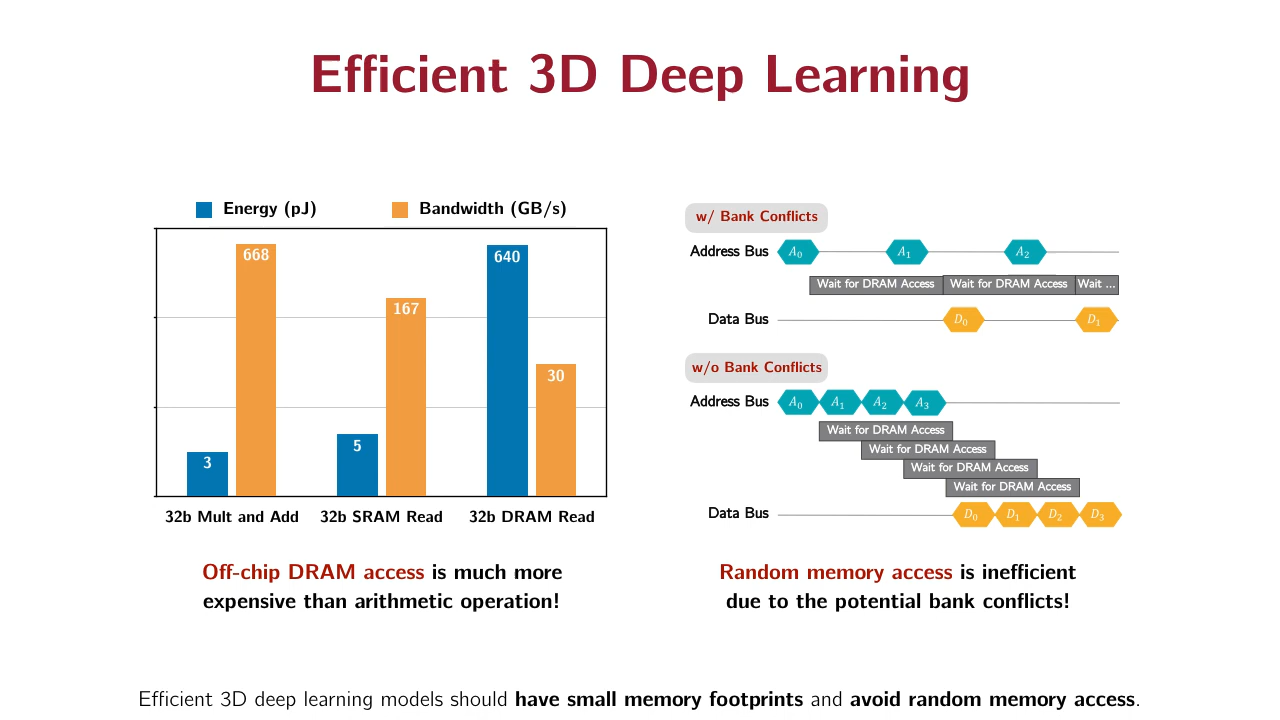 Efficient 3D Deep Learning
Energy (pJ)
Bandwidth (GB/s)
668
640
167
30
5
3
32b Mult and Add
32b SRAM Read
32b DRAM Read
Off-chip DRAM access is much more
expensive than arithmetic operation!
w/ Bank Conflicts
Address Bus
A0
A1
A2
Wait for DRAM Access
Wait for DRAM Access
Wait ...
Data Bus
D0
D1
w/o Bank Conflicts
Address Bus
A0
A1
A2
A3
Wait for DRAM Access
Wait for DRAM Access
Wait for DRAM Access
Wait for DRAM Access
Data Bus
D0
D1
D2
D3
Random memory access is inefficient
due to the potential bank conflicts!
Efficient 3D deep learning models should have small memory footprints and avoid random memory access.